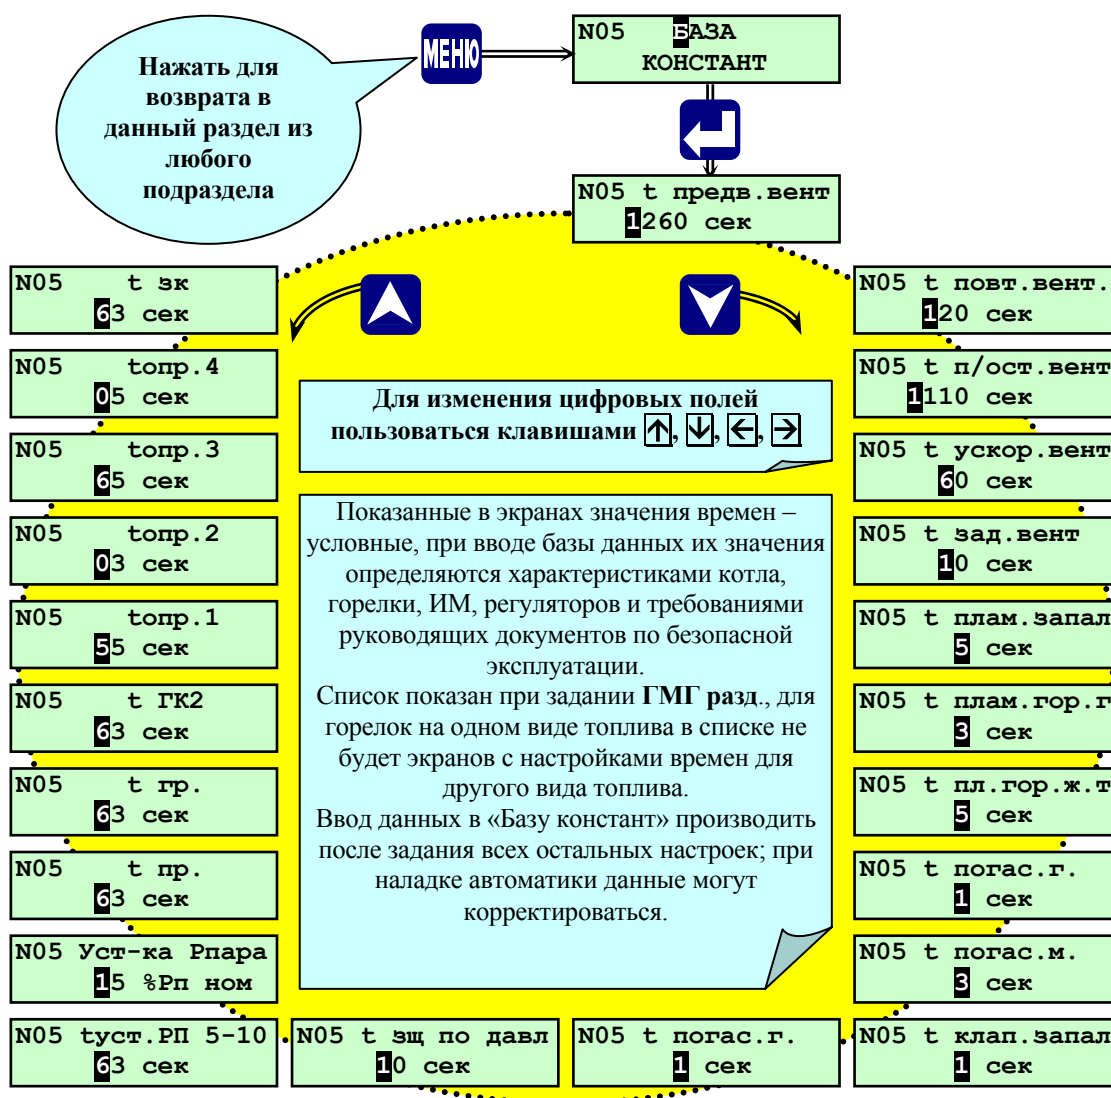 Нажать для
возврата в
данный раздел из
любого
подраздела
МЕНЮ
N05 БАЗА
КОНСТАНТ
N05 t предв.вент
1260 сек
N05 t зк
63 сек
N05 tопр.4
05 сек
N05 tопр.3
65 сек
N05 tопр.2
03 сек
N05 tопр.1
55 сек
N05 t ГК2
63 сек
N05 t гр.
63 сек
N05 t пр.
63 сек
N05 Уст-ка Рпара
15 %Рп ном
N05 tуст.РП 5-10
63 сек
Для изменения цифровых полей
пользоваться клавишами ↑, ↓, ←, →
Показанные в экранах значения времен –
условные, при вводе базы данных их значения
определяются характеристиками котла,
горелки, ИМ, регуляторов и требованиями
руководящих документов по безопасной
эксплуатации.
Список показан при задании ГМГ разд., для
горелок на одном виде топлива в списке не
будет экранов с настройками времен для
другого вида топлива.
Ввод данных в «Базу констант» производить
после задания всех остальных настроек; при
наладке автоматики данные могут
корректироваться.
N05 t повт.вент.
120 сек
N05 t п/ост.вент
1110 сек
N05 t ускор.вент
60 сек
N05 t зад.вент
10 сек
N05 t плам.запал
5 сек
N05 t плам.гор.г
3 сек
N05 t пл.гор.ж.т
5 сек
N05 t погас.г.
1 сек
N05 t погас.м.
3 сек
N05 t клап.запал
1 сек
N05 t зщ по давл
10 сек
N05 t погас.г.
1 сек